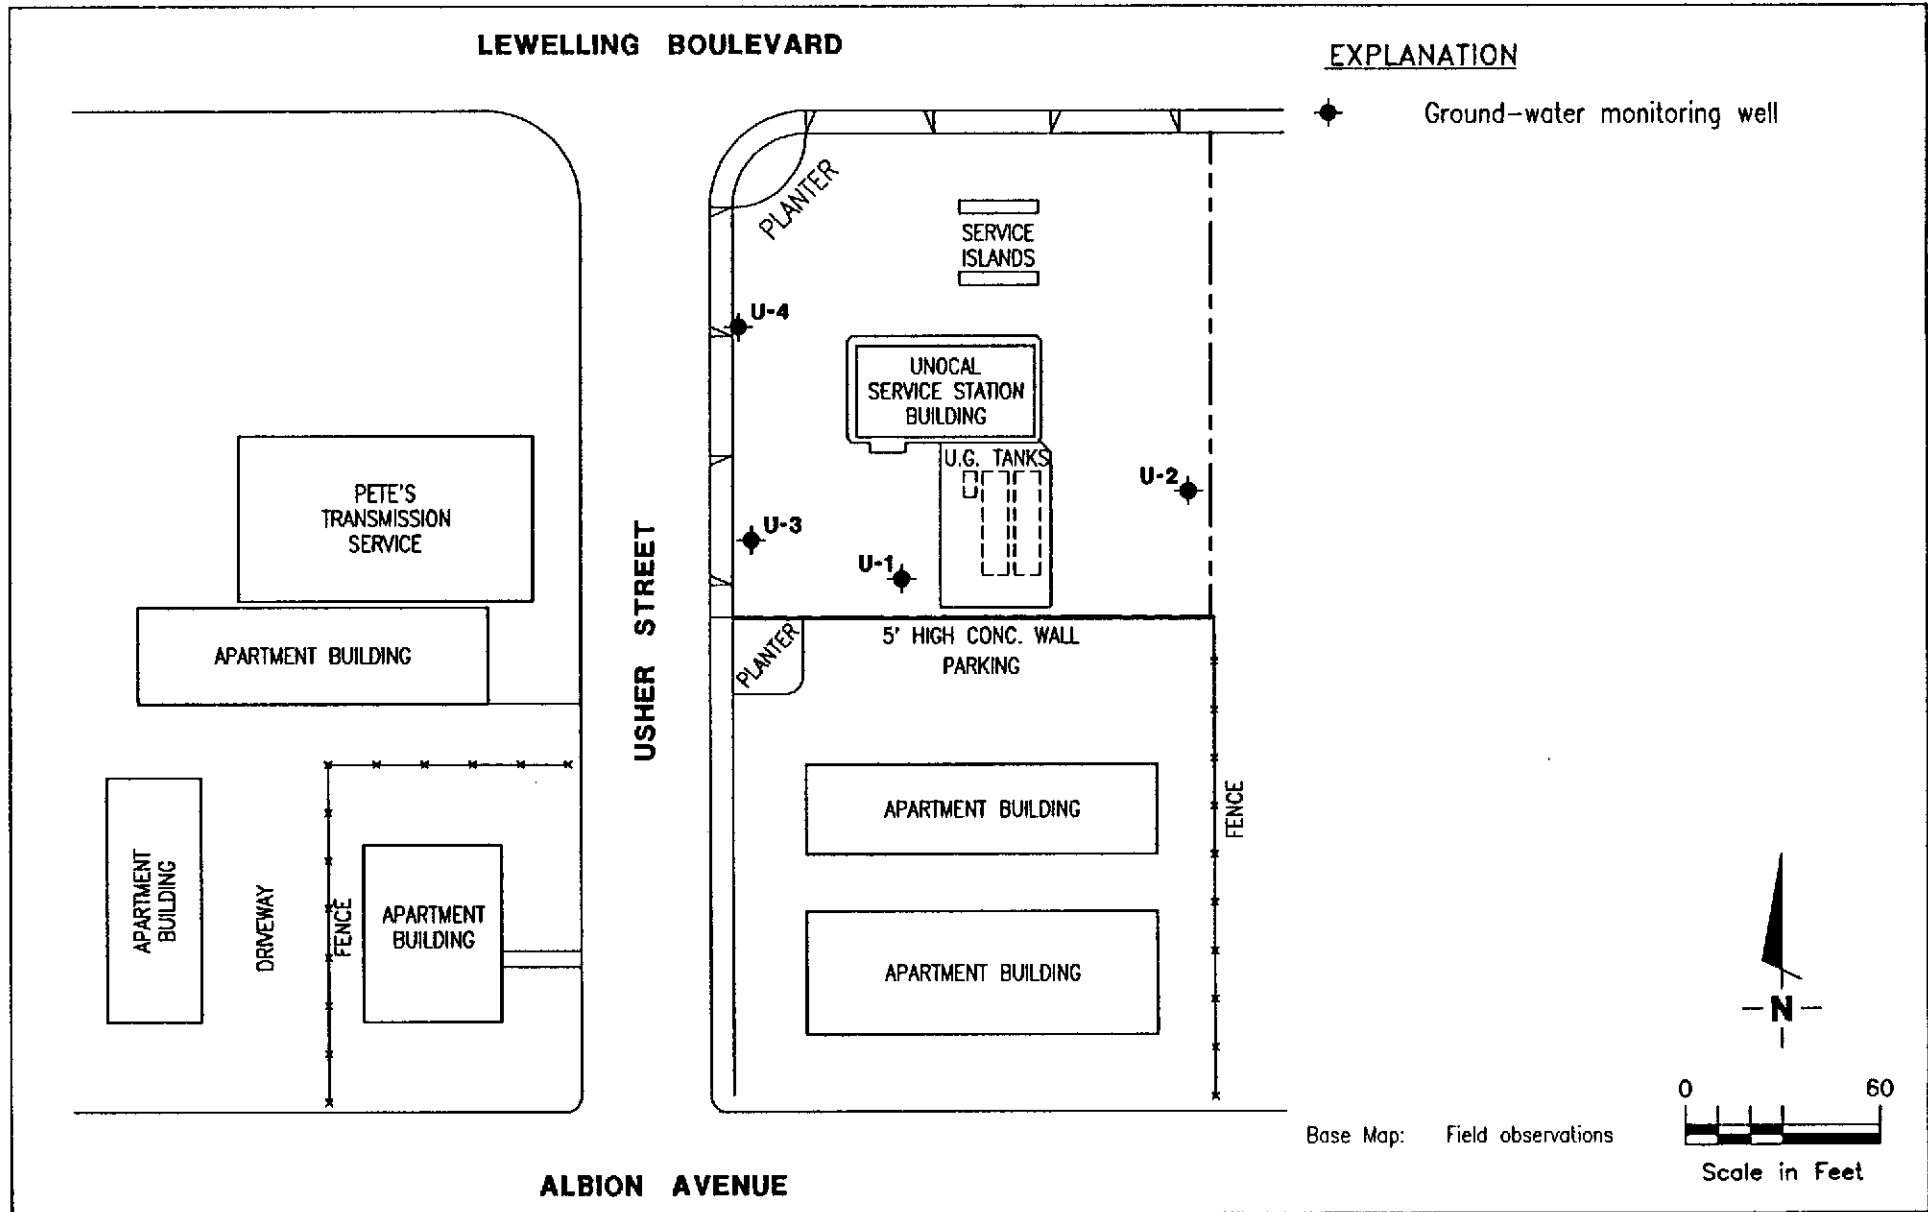 LEWELLING BOULEVARD
EXPLANATION
Ground-water monitoring well
PLANTER
SERVICE
ISLANDS
U-4
UNOCAL
SERVICE STATION
BUILDING
U.G. TANKS
U-2
PETE'S
TRANSMISSION
SERVICE
U-3
U-1
USHER STREET
5' HIGH CONC. WALL
PARKING
PLANTER
APARTMENT BUILDING
APARTMENT BUILDING
FENCE
APARTMENT
BUILDING
DRIVEWAY
FENCE
APARTMENT
BUILDING
APARTMENT BUILDING
N
0 60
Scale in Feet
Base Map: Field observations
ALBION AVENUE